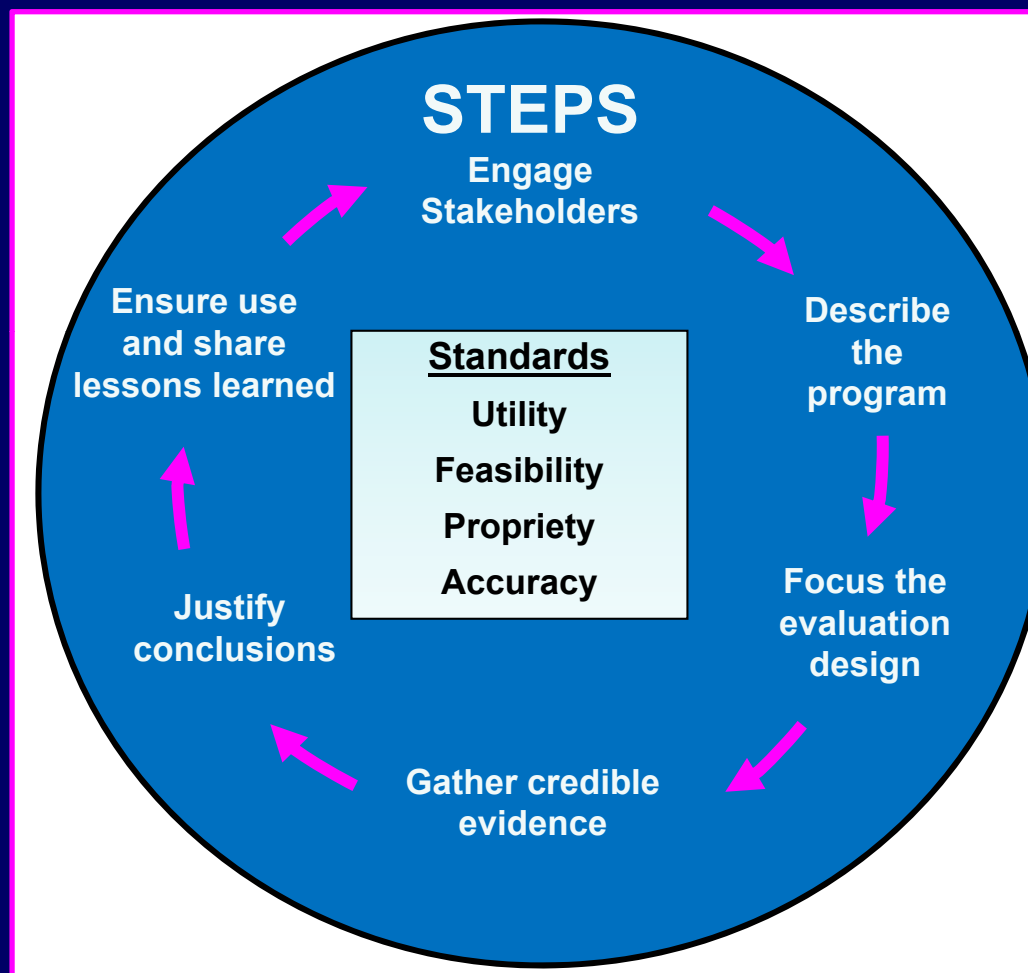 STEPS
Engage
Stakeholders
Describe
the
program
Focus the
evaluation
design
Gather credible
evidence
Justify
conclusions
Ensure use
and share
lessons learned
Standards
Utility
Feasibility
Propriety
Accuracy